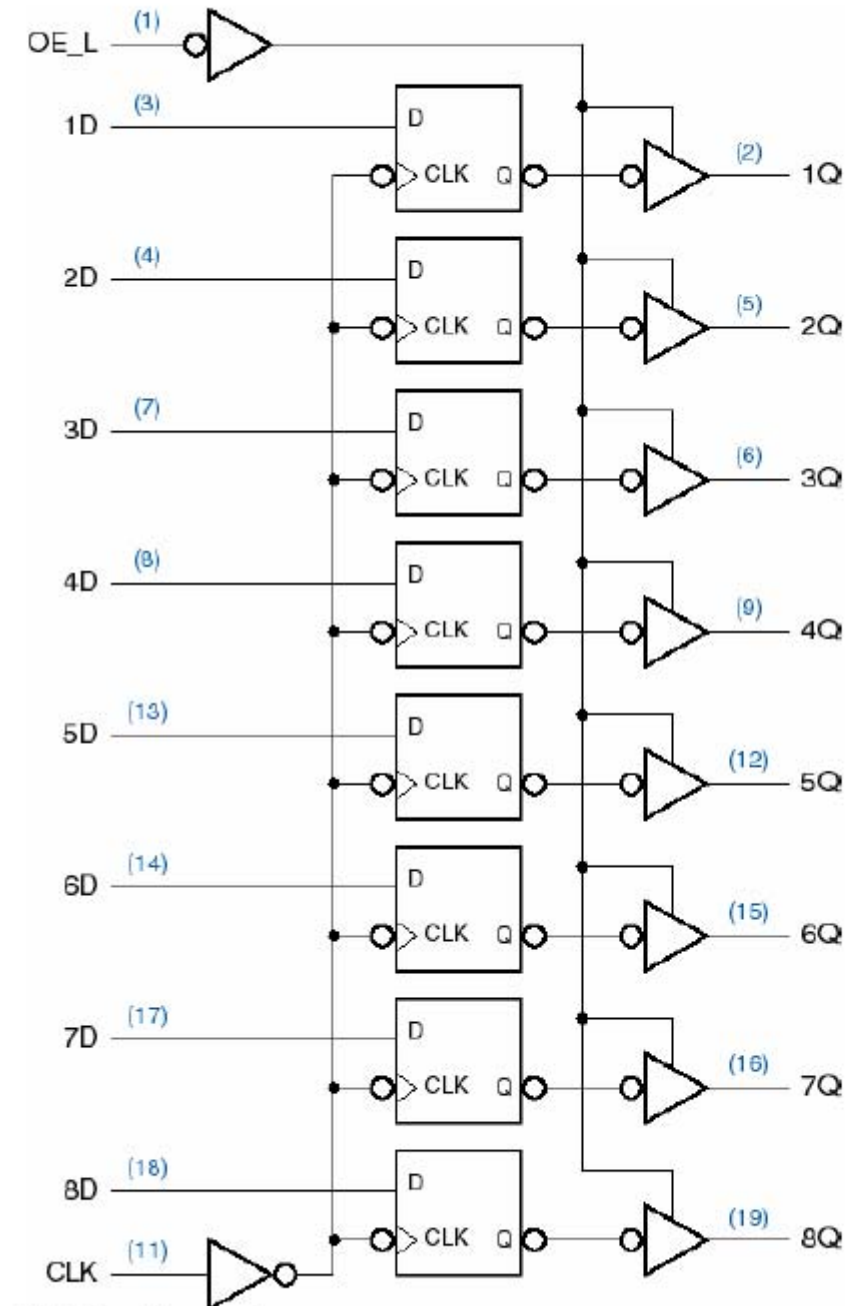 (1)
OE_L
(3)
1D D
CLK Q (2) 1Q
(4)
2D D
CLK Q (5) 2Q
(7)
3D D
CLK Q (6) 3Q
(8)
4D D
CLK Q (9) 4Q
(13)
5D D
CLK Q (12) 5Q
(14)
6D D
CLK Q (15) 6Q
(17)
7D D
CLK Q (16) 7Q
(18)
8D D
CLK Q (19) 8Q
(11)
CLK